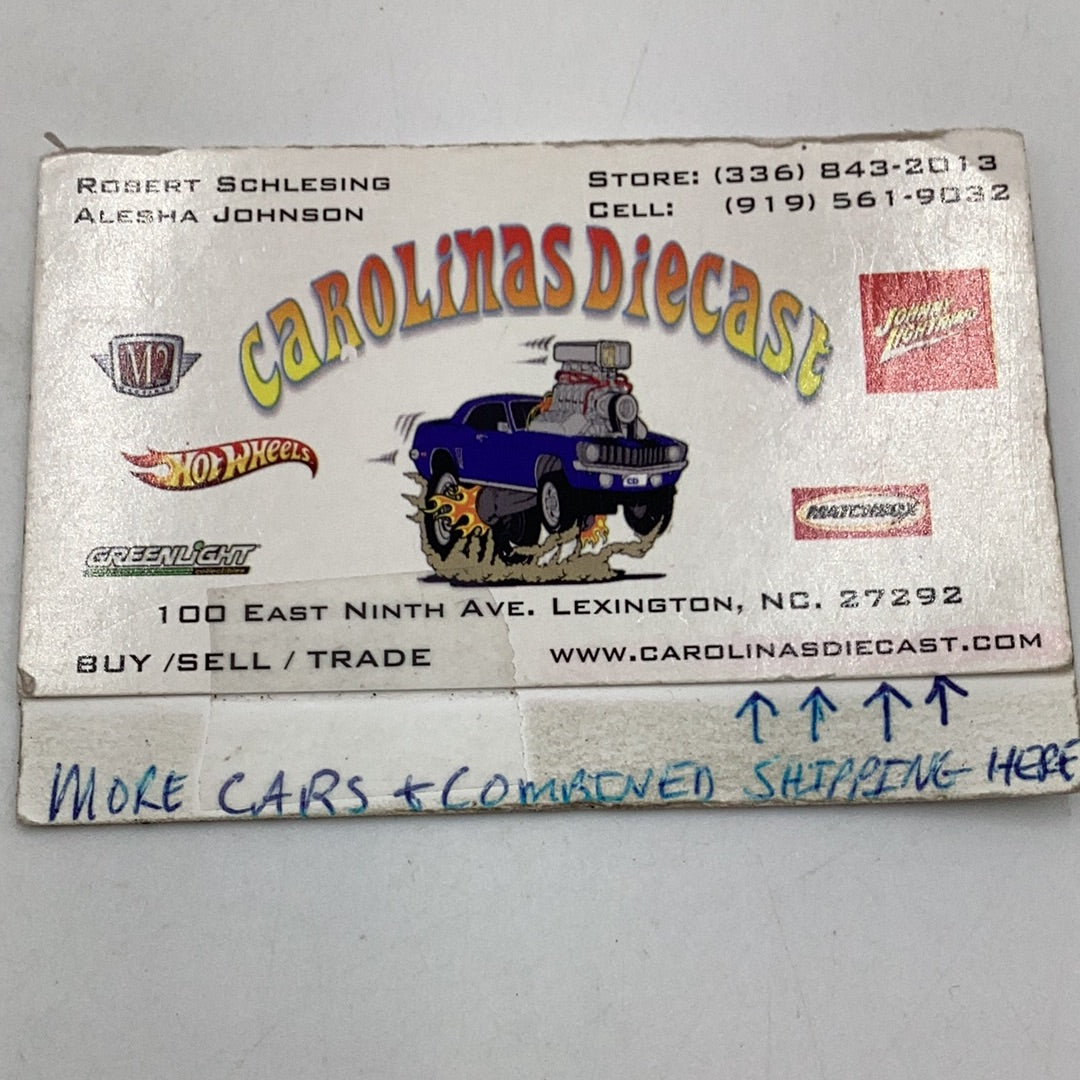 ROBERT SCHLESING
ALESHA JOHNSON
STORE: (336) 843-2013
CELL: (919) 561-9032
CAROLINAS DIECAST
M2
JOHNNY LIGHTNING
HOT WHEELS
CD
MATCHBOX
GREENLIGHT
collectibles
100 EAST NINTH AVE. LEXINGTON, NC. 27292
BUY /SELL / TRADE
WWW.CAROLINASDIECAST.COM
MORE CARS + COMBINED SHIPPING HERE